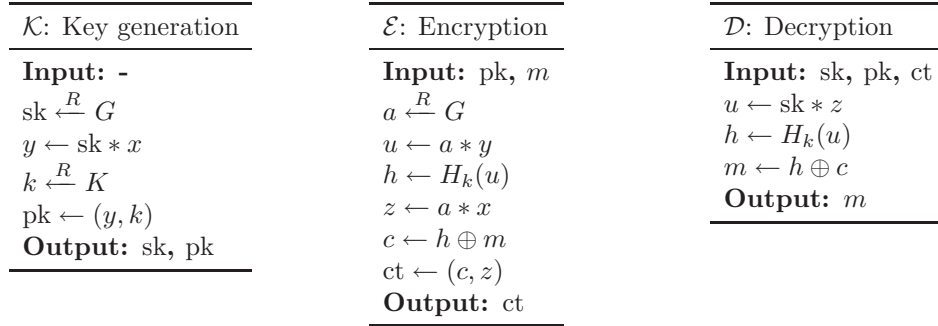 𝒦: Key generation
Input: -
sk ←R G
y ← sk ∗ x
k ←R K
pk ← (y, k)
Output: sk, pk
ℰ: Encryption
Input: pk, m
a ←R G
u ← a ∗ y
h ← H_k(u)
z ← a ∗ x
c ← h ⊕ m
ct ← (c, z)
Output: ct
𝒟: Decryption
Input: sk, pk, ct
u ← sk ∗ z
h ← H_k(u)
m ← h ⊕ c
Output: m